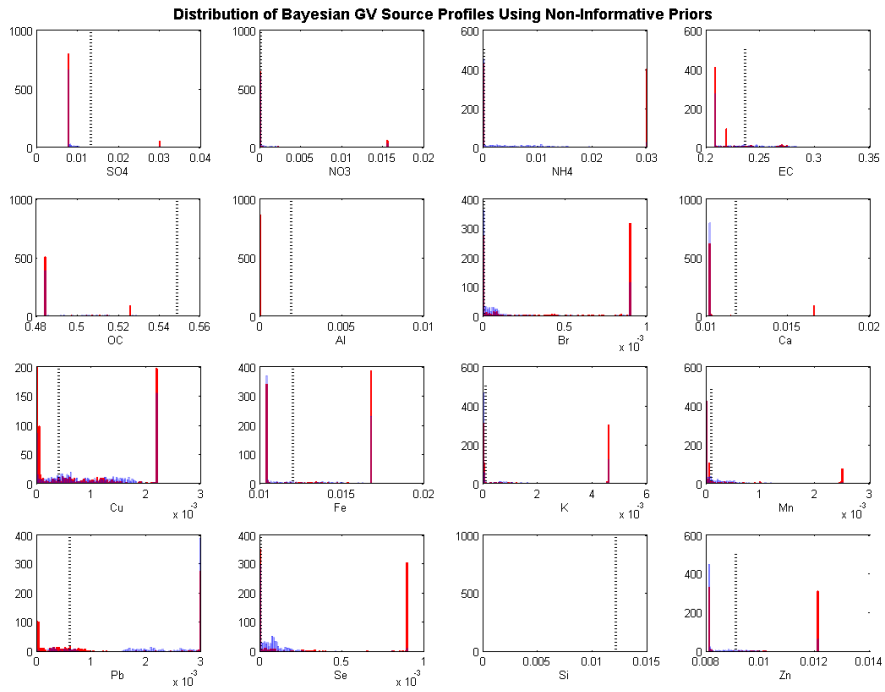 Distribution of Bayesian GV Source Profiles Using Non-Informative Priors
1000 1000 600 600
500 500 400 200 0 400 200 0
0 0
0 0.01 0.02 0.03 0.04 0 0.005 0.01 0.015 0.02 0 0.01 0.02 0.03 0.2 0.25 0.3 0.35
SO4 NO3 NH4 EC
1000 1000 400 1000
500 500 300 200 100 500
0 0 0 0
0.48 0.5 0.52 0.54 0.56 0 0.005 0.01 0 0.5 1 0.01 0.015 0.02
OC Al Br Ca
x 10⁻³
200 400 600 600
150 300 400 400
100 200 200 200
50 100
0 0 0 0
0 1 2 3 0.01 0.015 0.02 0 2 4 6 0 1 2 3
Cu Fe K Mn
x 10⁻³ x 10⁻³ x 10⁻³
400 400 1000 600
300 300 400
200 200 500 200
100 100
0 0 0 0
0 1 2 3 0 0.5 1 0 0.005 0.01 0.015 0.008 0.01 0.012 0.014
Pb Se Si Zn
x 10⁻³ x 10⁻³